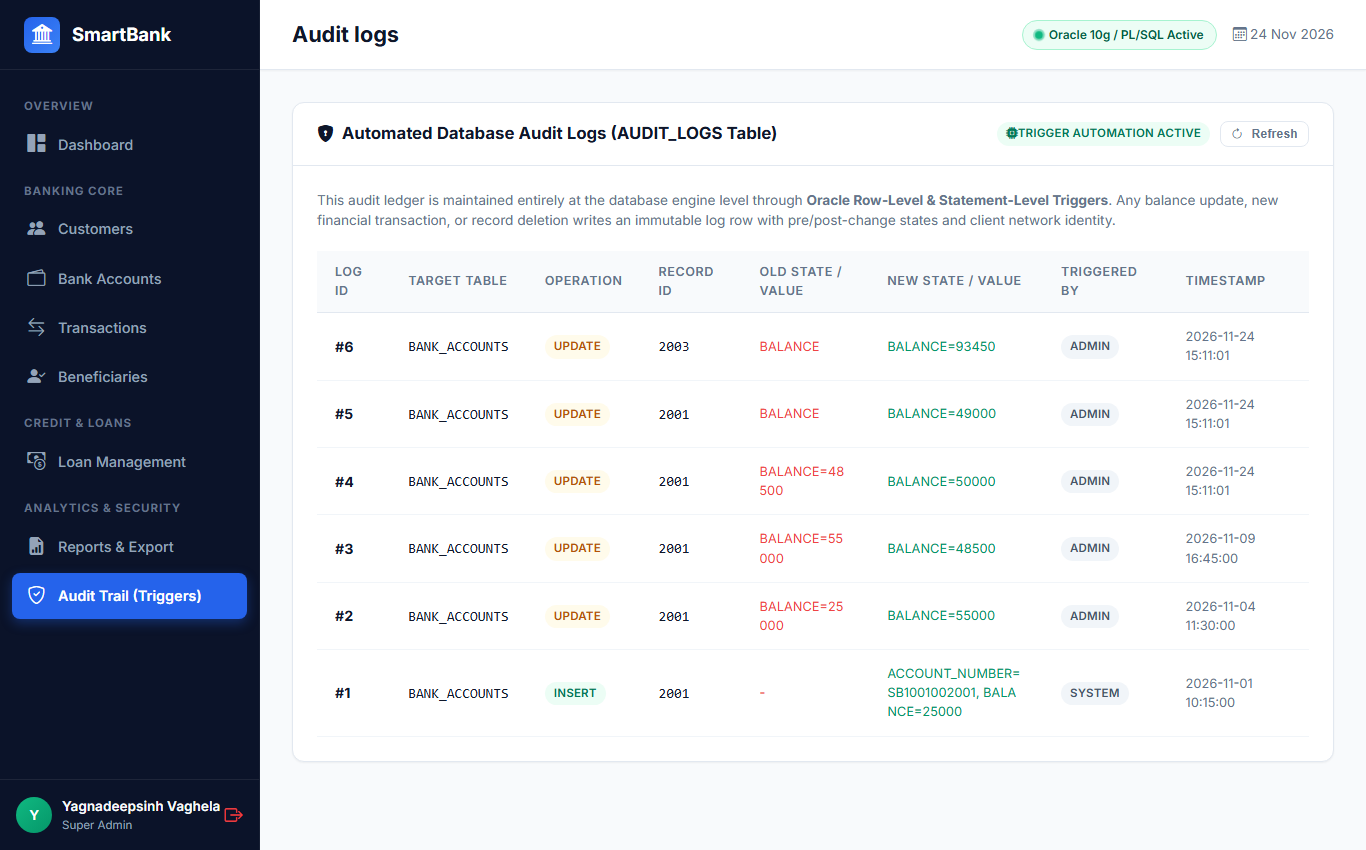 SmartBank
OVERVIEW
Dashboard
BANKING CORE
Customers
Bank Accounts
Transactions
Beneficiaries
CREDIT & LOANS
Loan Management
ANALYTICS & SECURITY
Reports & Export
Audit Trail (Triggers)
Y
Yagnadeepsinh Vaghela
Super Admin
Audit logs
Oracle 10g / PL/SQL Active
24 Nov 2026
Automated Database Audit Logs (AUDIT_LOGS Table)
TRIGGER AUTOMATION ACTIVE
Refresh
This audit ledger is maintained entirely at the database engine level through Oracle Row-Level & Statement-Level Triggers. Any balance update, new
financial transaction, or record deletion writes an immutable log row with pre/post-change states and client network identity.
LOG ID TARGET TABLE OPERATION RECORD ID OLD STATE / VALUE NEW STATE / VALUE TRIGGERED BY TIMESTAMP
#6 BANK_ACCOUNTS UPDATE 2003 BALANCE BALANCE=93450 ADMIN 2026-11-24 15:11:01
#5 BANK_ACCOUNTS UPDATE 2001 BALANCE BALANCE=49000 ADMIN 2026-11-24 15:11:01
#4 BANK_ACCOUNTS UPDATE 2001 BALANCE=48500 BALANCE=50000 ADMIN 2026-11-24 15:11:01
#3 BANK_ACCOUNTS UPDATE 2001 BALANCE=55000 BALANCE=48500 ADMIN 2026-11-09 16:45:00
#2 BANK_ACCOUNTS UPDATE 2001 BALANCE=25000 BALANCE=55000 ADMIN 2026-11-04 11:30:00
#1 BANK_ACCOUNTS INSERT 2001 - ACCOUNT_NUMBER=SB1001002001, BALANCE=25000 SYSTEM 2026-11-01 10:15:00